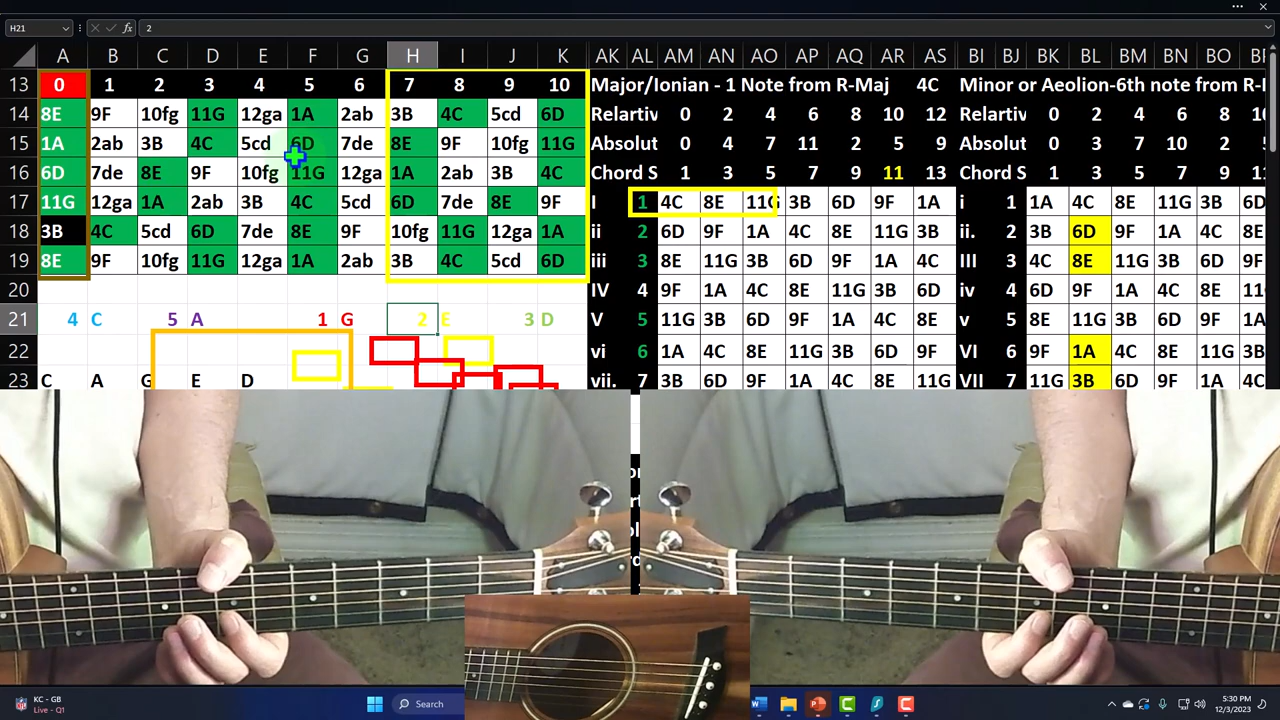 H21 fx 2
A B C D E F G H I J K AK AL AM AN AO AP AQ AR AS BI BJ BK BL BM BN BO
13 0 1 2 3 4 5 6 7 8 9 10 Major/Ionian - 1 Note from R-Maj 4C Minor or Aeolion-6th note from R-
14 8E 9F 10fg 11G 12ga 1A 2ab 3B 4C 5cd 6D Relartiv 0 2 4 6 8 10 12 Relativ 0 2 4 6 8
15 1A 2ab 3B 4C 5cd 6D 7de 8E 9F 10fg 11G Absolut 0 4 7 11 2 5 9 Absolut 0 3 7 10 2
16 6D 7de 8E 9F 10fg 11G 12ga 1A 2ab 3B 4C Chord S 1 3 5 7 9 11 13 Chord S 1 3 5 7 9
17 11G 12ga 1A 2ab 3B 4C 5cd 6D 7de 8E 9F I 1 4C 8E 11G 3B 6D 9F 1A i 1 1A 4C 8E 11G 3B 6D
18 3B 4C 5cd 6D 7de 8E 9F 10fg 11G 12ga 1A ii 2 6D 9F 1A 4C 8E 11G 3B ii. 2 3B 6D 9F 1A 4C 8E
19 8E 9F 10fg 11G 12ga 1A 2ab 3B 4C 5cd 6D iii 3 8E 11G 3B 6D 9F 1A 4C III 3 4C 8E 11G 3B 6D 9F
20 IV 4 9F 1A 4C 8E 11G 3B 6D iv 4 6D 9F 1A 4C 8E 11G
21 4 C 5 A 1 G 2 E 3 D V 5 11G 3B 6D 9F 1A 4C 8E v 5 8E 11G 3B 6D 9F 1A
22 vi 6 1A 4C 8E 11G 3B 6D 9F VI 6 9F 1A 4C 8E 11G 3B
23 C A G E D vii. 7 3B 6D 9F 1A 4C 8E 11G VII 7 11G 3B 6D 9F 1A 4C
KC - GB
Live - Q1
Search
5:30 PM
12/3/2023